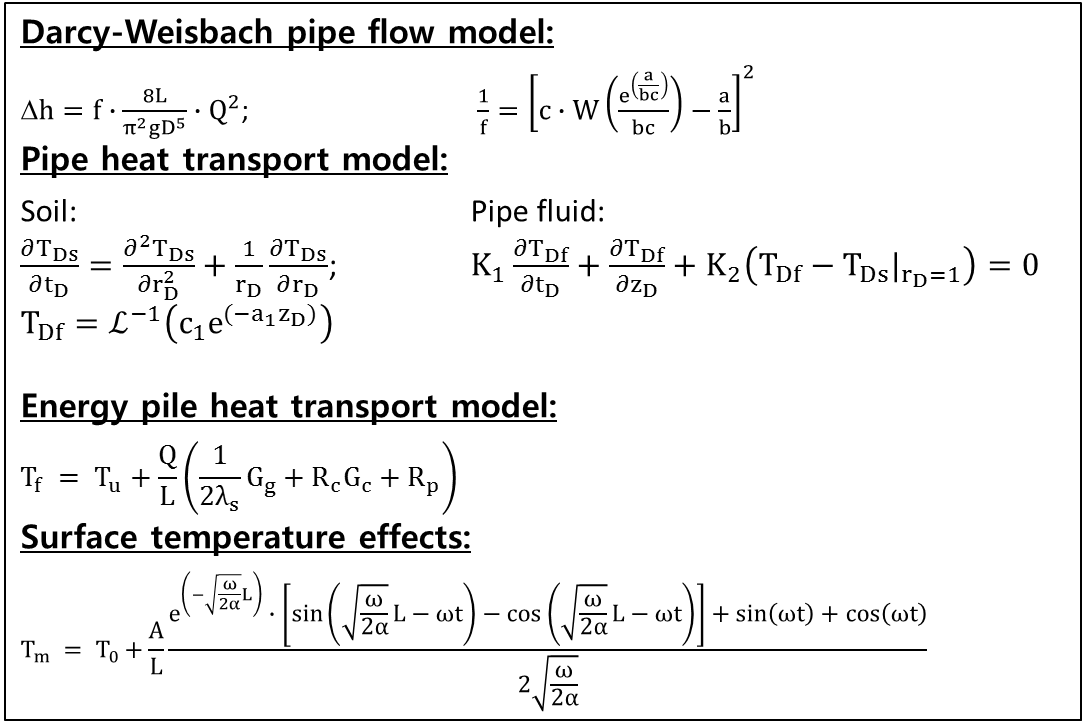 Darcy-Weisbach pipe flow model:
Δh = f · 8L/(π²gD⁵) · Q²; 1/f = [c · W(e^(a/bc)/bc) − a/b]²
Pipe heat transport model:
Soil: Pipe fluid:
∂T_Ds/∂t_D = ∂²T_Ds/∂r_D² + 1/r_D ∂T_Ds/∂r_D; K₁ ∂T_Df/∂t_D + ∂T_Df/∂z_D + K₂(T_Df − T_Ds|r_D=1) = 0
T_Df = ℒ⁻¹(c₁e^(−a₁z_D))
Energy pile heat transport model:
T_f = T_u + Q/L (1/(2λ_s) G_g + R_cG_c + R_p)
Surface temperature effects:
T_m = T₀ + A/L (e^(−√(ω/2α)L) · [sin(√(ω/2α)L − ωt) − cos(√(ω/2α)L − ωt)] + sin(ωt) + cos(ωt))/(2√(ω/2α))